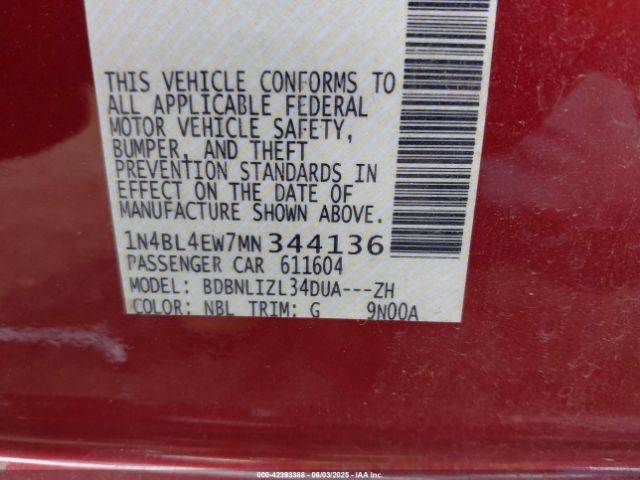 THIS VEHICLE CONFORMS TO
ALL APPLICABLE FEDERAL
MOTOR VEHICLE SAFETY,
BUMPER, AND THEFT
PREVENTION STANDARDS IN
EFFECT ON THE DATE OF
MANUFACTURE SHOWN ABOVE.
1N4BL4EW7MN344136
PASSENGER CAR 611604
MODEL: BDBNLIZL34DUA---ZH
COLOR: NBL TRIM: G 9N00A
000-42393388 - 06/03/2025 - IAA Inc.